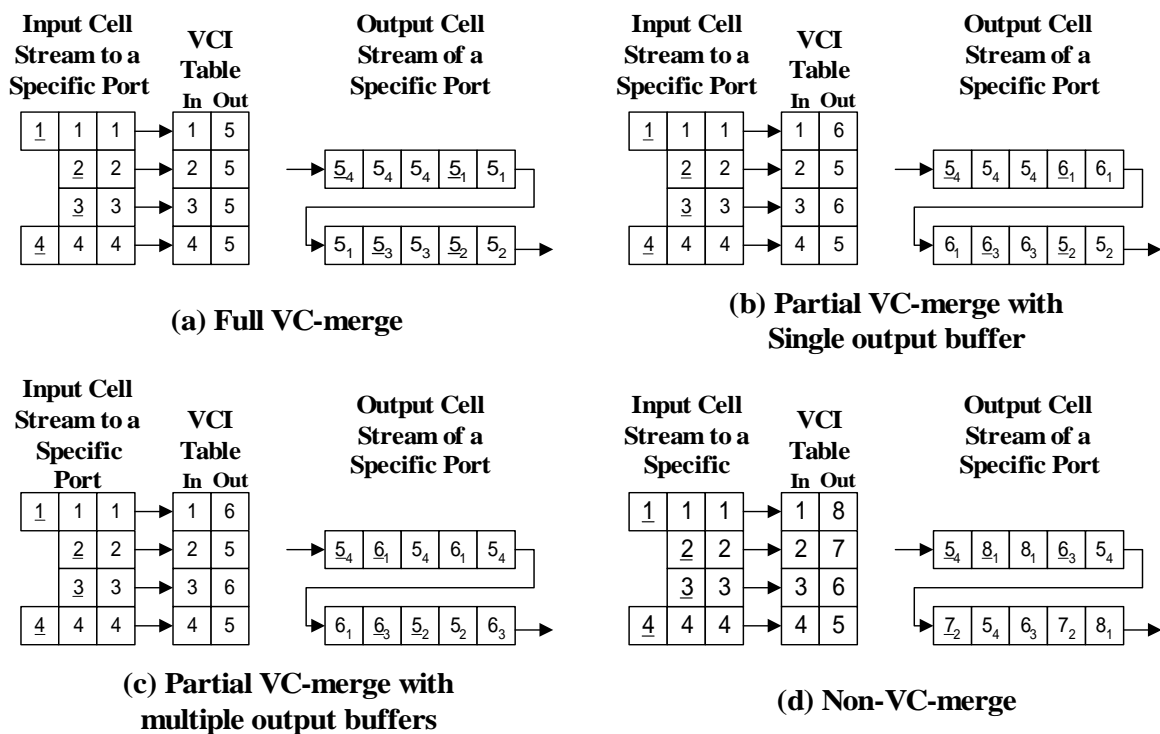 Input Cell
Stream to a
Specific Port
VCI
Table
In Out
Output Cell
Stream of a
Specific Port
1 1 1 1 5
2 2 2 5
3 3 3 5
4 4 4 4 5
5₄ 5₄ 5₄ 5₁ 5₁
5₁ 5₃ 5₃ 5₂ 5₂
(a) Full VC-merge
Input Cell
Stream to a
Specific Port
VCI
Table
In Out
Output Cell
Stream of a
Specific Port
1 1 1 1 6
2 2 2 5
3 3 3 6
4 4 4 4 5
5₄ 5₄ 5₄ 6₁ 6₁
6₁ 6₃ 6₃ 5₂ 5₂
(b) Partial VC-merge with
Single output buffer
Input Cell
Stream to a
Specific
Port
VCI
Table
In Out
Output Cell
Stream of a
Specific Port
1 1 1 1 6
2 2 2 5
3 3 3 6
4 4 4 4 5
5₄ 6₁ 5₄ 6₁ 5₄
6₁ 6₃ 5₂ 5₂ 6₃
(c) Partial VC-merge with
multiple output buffers
Input Cell
Stream to a
Specific
VCI
Table
In Out
Output Cell
Stream of a
Specific Port
1 1 1 1 8
2 2 2 7
3 3 3 6
4 4 4 4 5
5₄ 8₁ 8₁ 6₃ 5₄
7₂ 5₄ 6₃ 7₂ 8₁
(d) Non-VC-merge